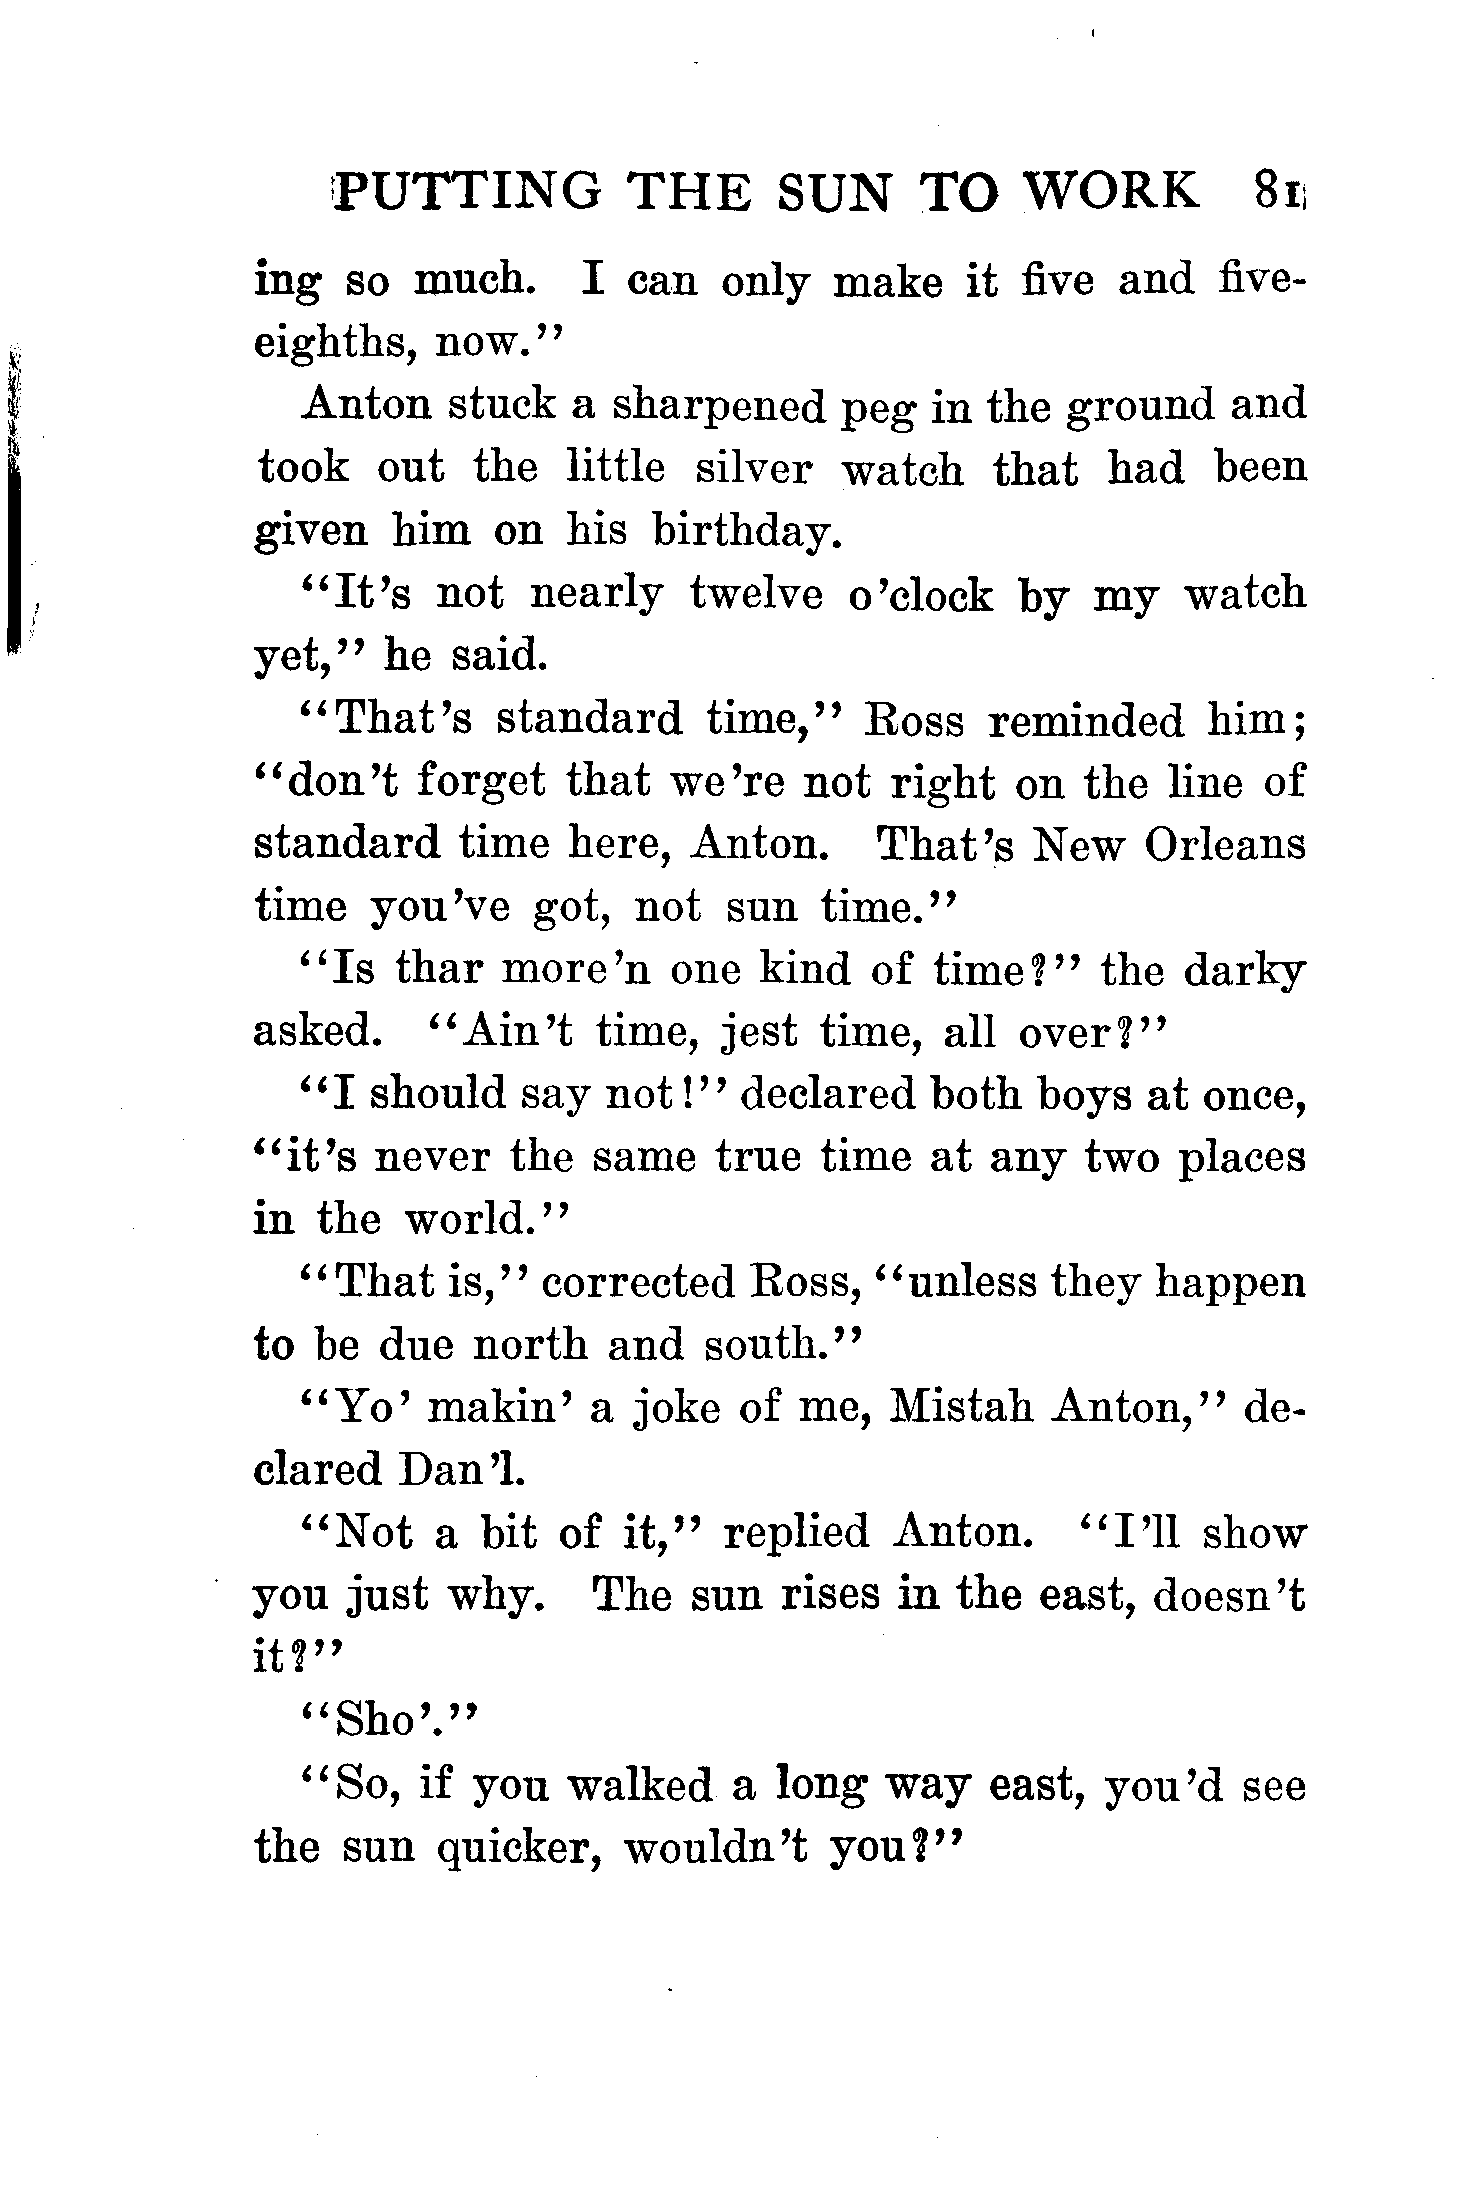 PUTTING THE SUN TO WORK 81
ing so much. I can only make it five and five-
eighths, now."
Anton stuck a sharpened peg in the ground and
took out the little silver watch that had been
given him on his birthday.
"It's not nearly twelve o'clock by my watch
yet," he said.
"That's standard time," Ross reminded him;
"don't forget that we're not right on the line of
standard time here, Anton. That's New Orleans
time you've got, not sun time."
"Is thar more'n one kind of time?" the darky
asked. "Ain't time, jest time, all over?"
"I should say not!" declared both boys at once,
"it's never the same true time at any two places
in the world."
"That is," corrected Ross, "unless they happen
to be due north and south."
"Yo' makin' a joke of me, Mistah Anton," de-
clared Dan'l.
"Not a bit of it," replied Anton. "I'll show
you just why. The sun rises in the east, doesn't
it?"
"Sho'."
"So, if you walked a long way east, you'd see
the sun quicker, wouldn't you?"